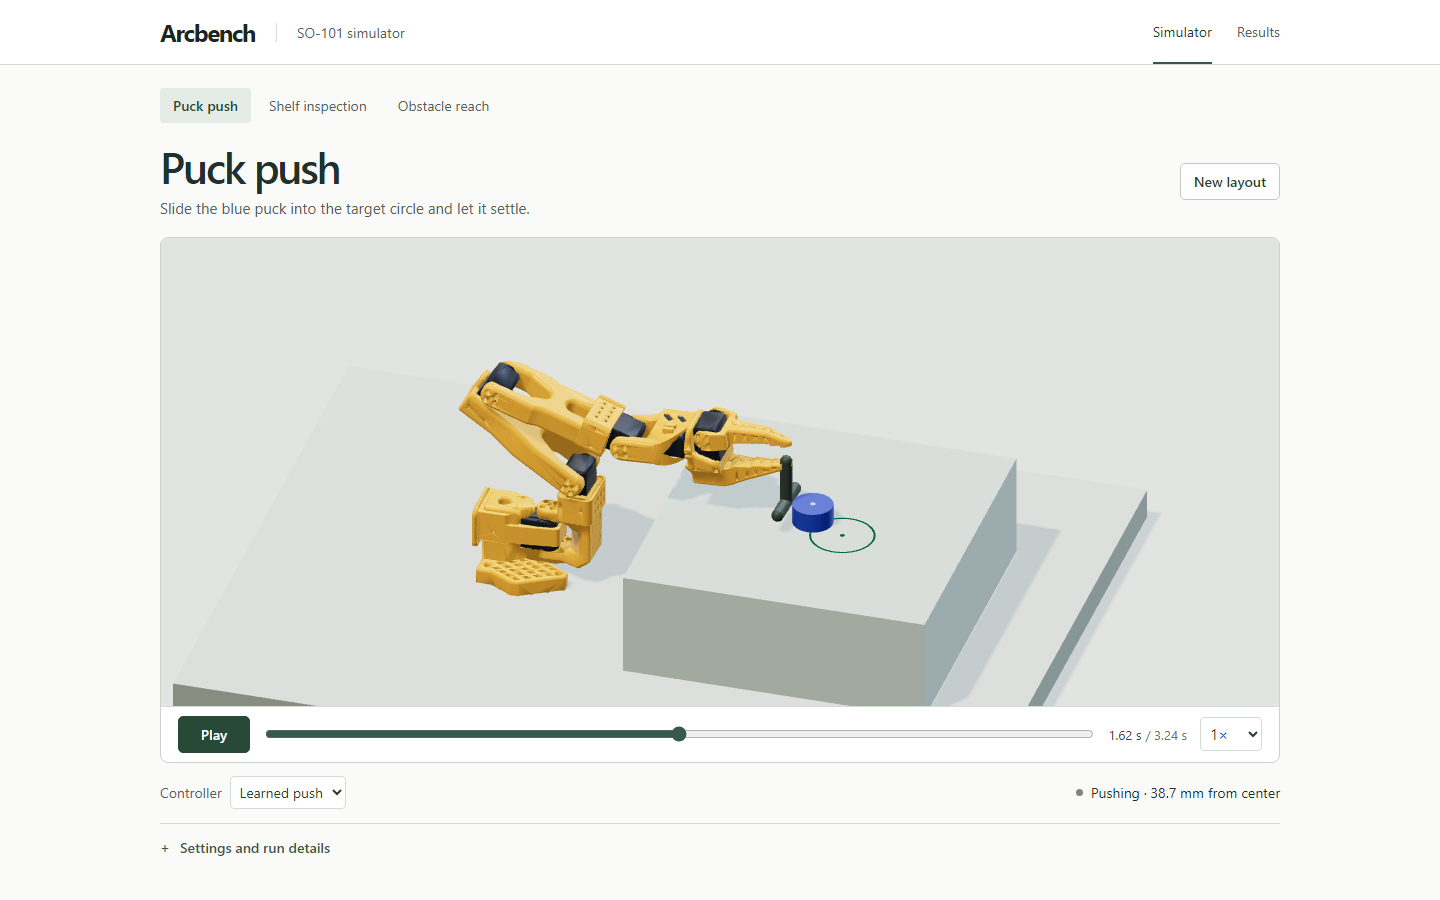 Arcbench
SO-101 simulator
Simulator
Results
Puck push
Shelf inspection
Obstacle reach
Puck push
New layout
Slide the blue puck into the target circle and let it settle.
Play
1.62 s / 3.24 s
1×
Controller
Learned push
Pushing · 38.7 mm from center
+ Settings and run details